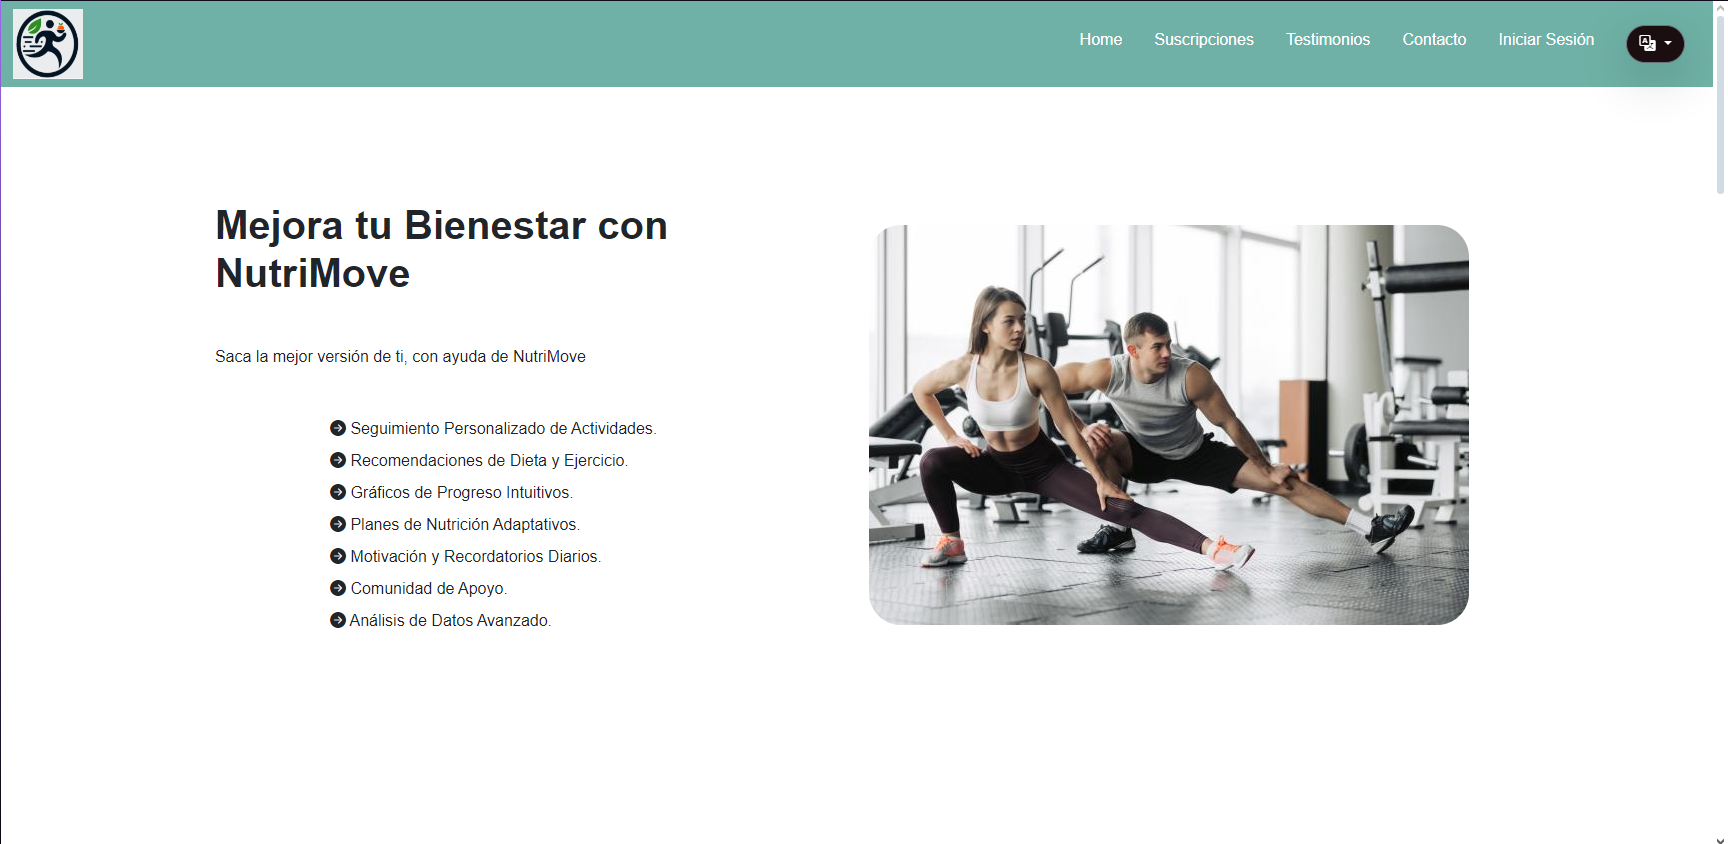 Home Suscripciones Testimonios Contacto Iniciar Sesión
Mejora tu Bienestar con
NutriMove
Saca la mejor versión de ti, con ayuda de NutriMove
Seguimiento Personalizado de Actividades.
Recomendaciones de Dieta y Ejercicio.
Gráficos de Progreso Intuitivos.
Planes de Nutrición Adaptativos.
Motivación y Recordatorios Diarios.
Comunidad de Apoyo.
Análisis de Datos Avanzado.